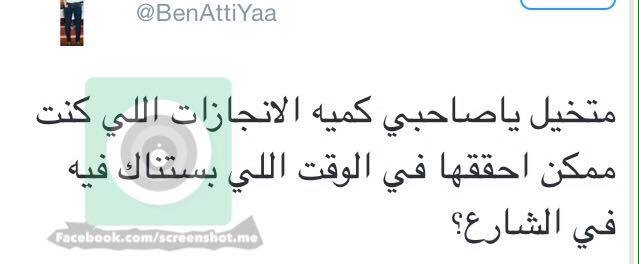 @BenAttiYaa
متخيل ياصاحبي كميه الانجازات اللي كنت
ممكن احققها في الوقت اللي بستناك فيه
في الشارع؟
Facebook.com/screenshot.me